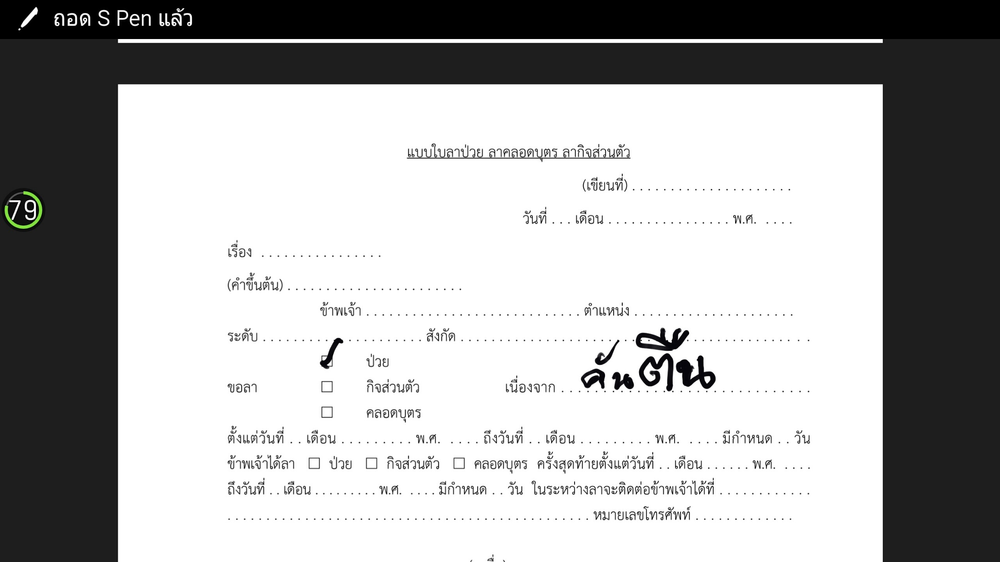 ถอด S Pen แล้ว
79
แบบใบลาป่วย ลาคลอดบุตร ลากิจส่วนตัว
(เขียนที่) . . . . . . . . . . . . . . . . . . . . .
วันที่ . . . เดือน . . . . . . . . . . . . . . . . พ.ศ. . . . .
เรื่อง . . . . . . . . . . . . . . . .
(คำขึ้นต้น) . . . . . . . . . . . . . . . . . . . . . . .
ข้าพเจ้า . . . . . . . . . . . . . . . . . . . . . . . . . . . . ตำแหน่ง . . . . . . . . . . . . . . . . . . . . .
ระดับ . . . . . . . . . . . . . . . . . . . . . สังกัด . . . . . . . . . . . . . . . . . . . . . . . . . . . . . . . . . . . . . . . . .
☑ ป่วย
ขอลา ☐ กิจส่วนตัว เนื่องจาก . . . คันตีน . . . . . . . . . . . .
☐ คลอดบุตร
ตั้งแต่วันที่ . . เดือน . . . . . . . . . พ.ศ. . . . . ถึงวันที่ . . เดือน . . . . . . . . . พ.ศ. . . . . มีกำหนด . . วัน
ข้าพเจ้าได้ลา ☐ ป่วย ☐ กิจส่วนตัว ☐ คลอดบุตร ครั้งสุดท้ายตั้งแต่วันที่ . . เดือน . . . . . . พ.ศ. . . . .
ถึงวันที่ . . เดือน . . . . . . . . พ.ศ. . . . . มีกำหนด . . วัน ในระหว่างลาจะติดต่อข้าพเจ้าได้ที่ . . . . . . . . . . . .
. . . . . . . . . . . . . . . . . . . . . . . . . . . . . . . . . . . . . . . . . . . . . . . หมายเลขโทรศัพท์ . . . . . . . . . . . . .